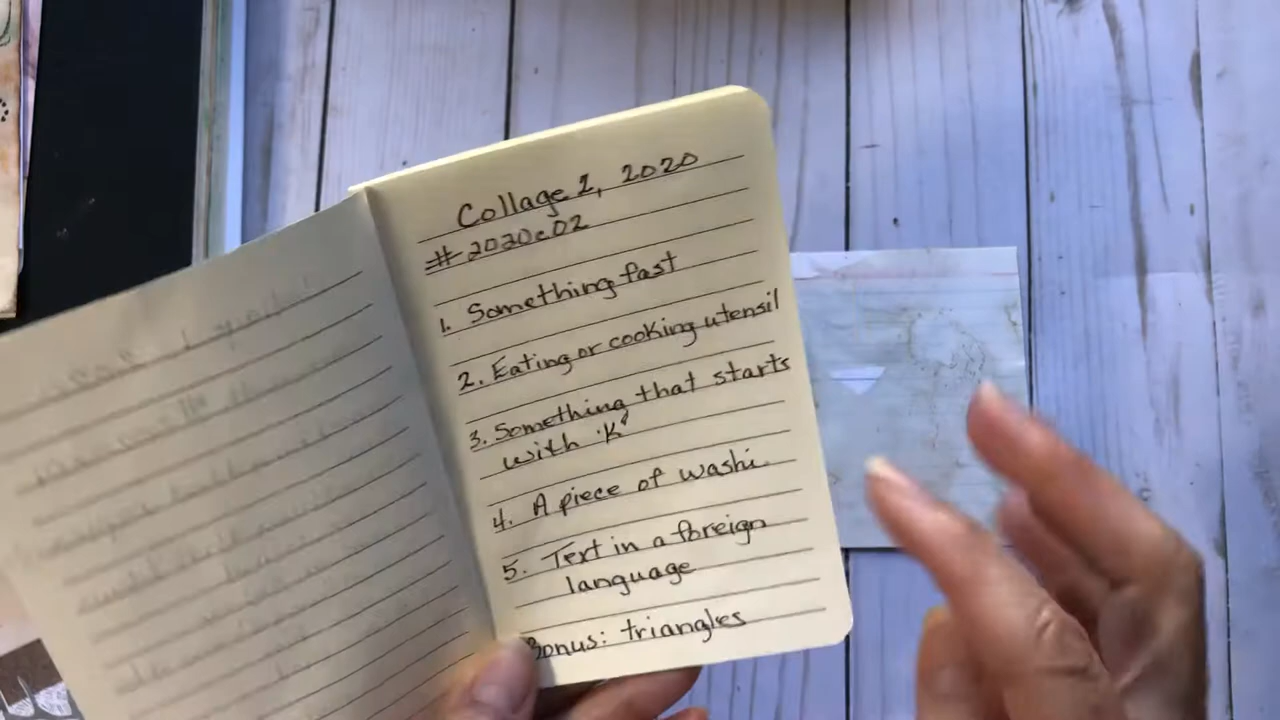 Collage 2, 2020
#2020c02
1. Something fast
2. Eating or cooking utensil
3. Something that starts
with "K"
4. A piece of washi.
5. Text in a foreign
language
Bonus: triangles